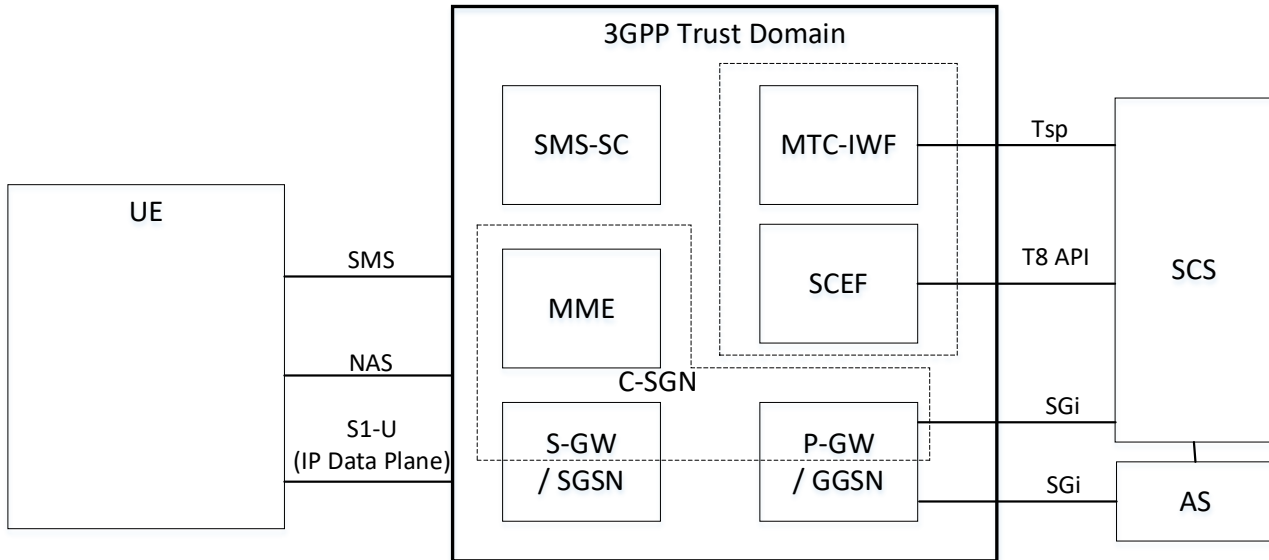 3GPP Trust Domain
SMS-SC
MTC-IWF
Tsp
UE
SMS
MME
SCEF
T8 API
SCS
NAS
C-SGN
S1-U
(IP Data Plane)
S-GW
/ SGSN
P-GW
/ GGSN
SGi
SGi
AS